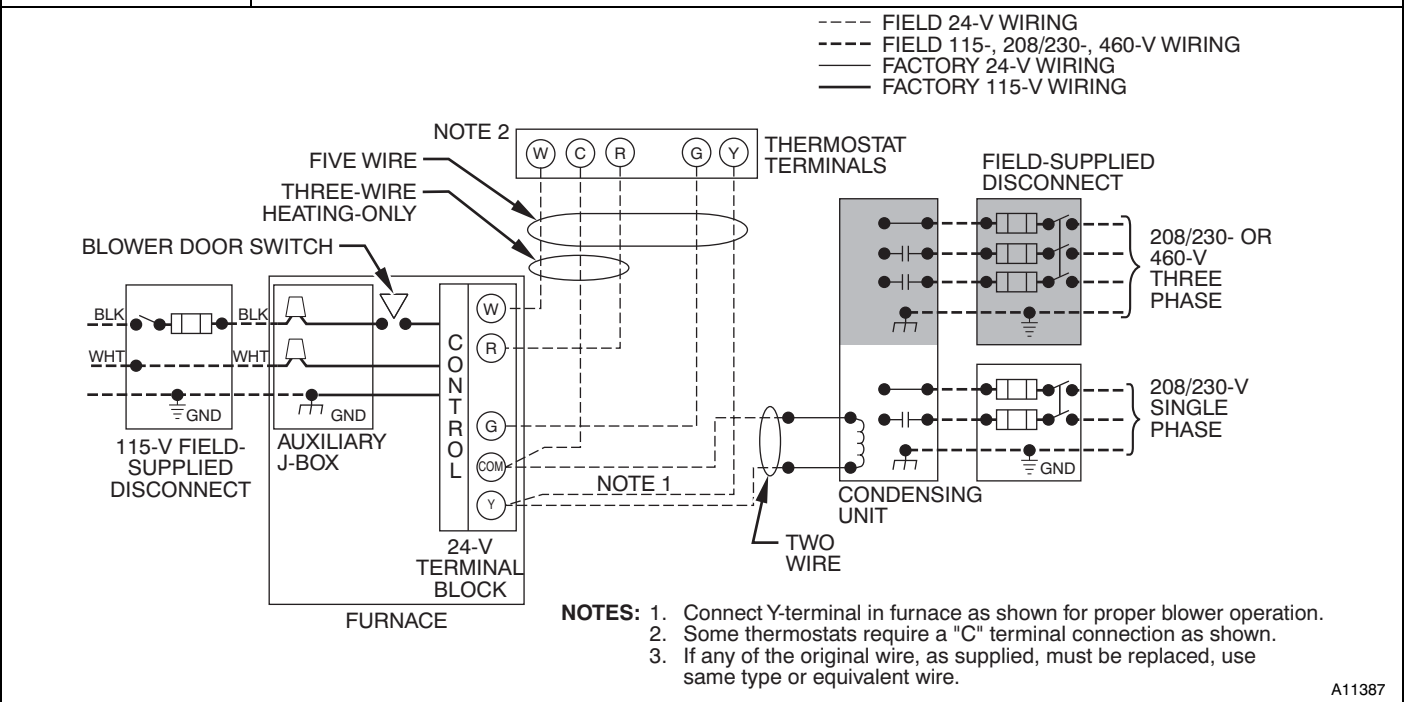 FIELD 24-V WIRING
FIELD 115-, 208/230-, 460-V WIRING
FACTORY 24-V WIRING
FACTORY 115-V WIRING
NOTE 2
W C R G Y
THERMOSTAT
TERMINALS
FIVE WIRE
THREE-WIRE
HEATING-ONLY
BLOWER DOOR SWITCH
FIELD-SUPPLIED
DISCONNECT
208/230- OR
460-V
THREE
PHASE
BLK BLK
WHT WHT
GND GND
CONTROL
W
R
G
COM
Y
115-V FIELD-
SUPPLIED
DISCONNECT
AUXILIARY
J-BOX
24-V
TERMINAL
BLOCK
FURNACE
NOTE 1
TWO
WIRE
CONDENSING
UNIT
208/230-V
SINGLE
PHASE
GND
NOTES: 1. Connect Y-terminal in furnace as shown for proper blower operation.
2. Some thermostats require a "C" terminal connection as shown.
3. If any of the original wire, as supplied, must be replaced, use
same type or equivalent wire.
A11387